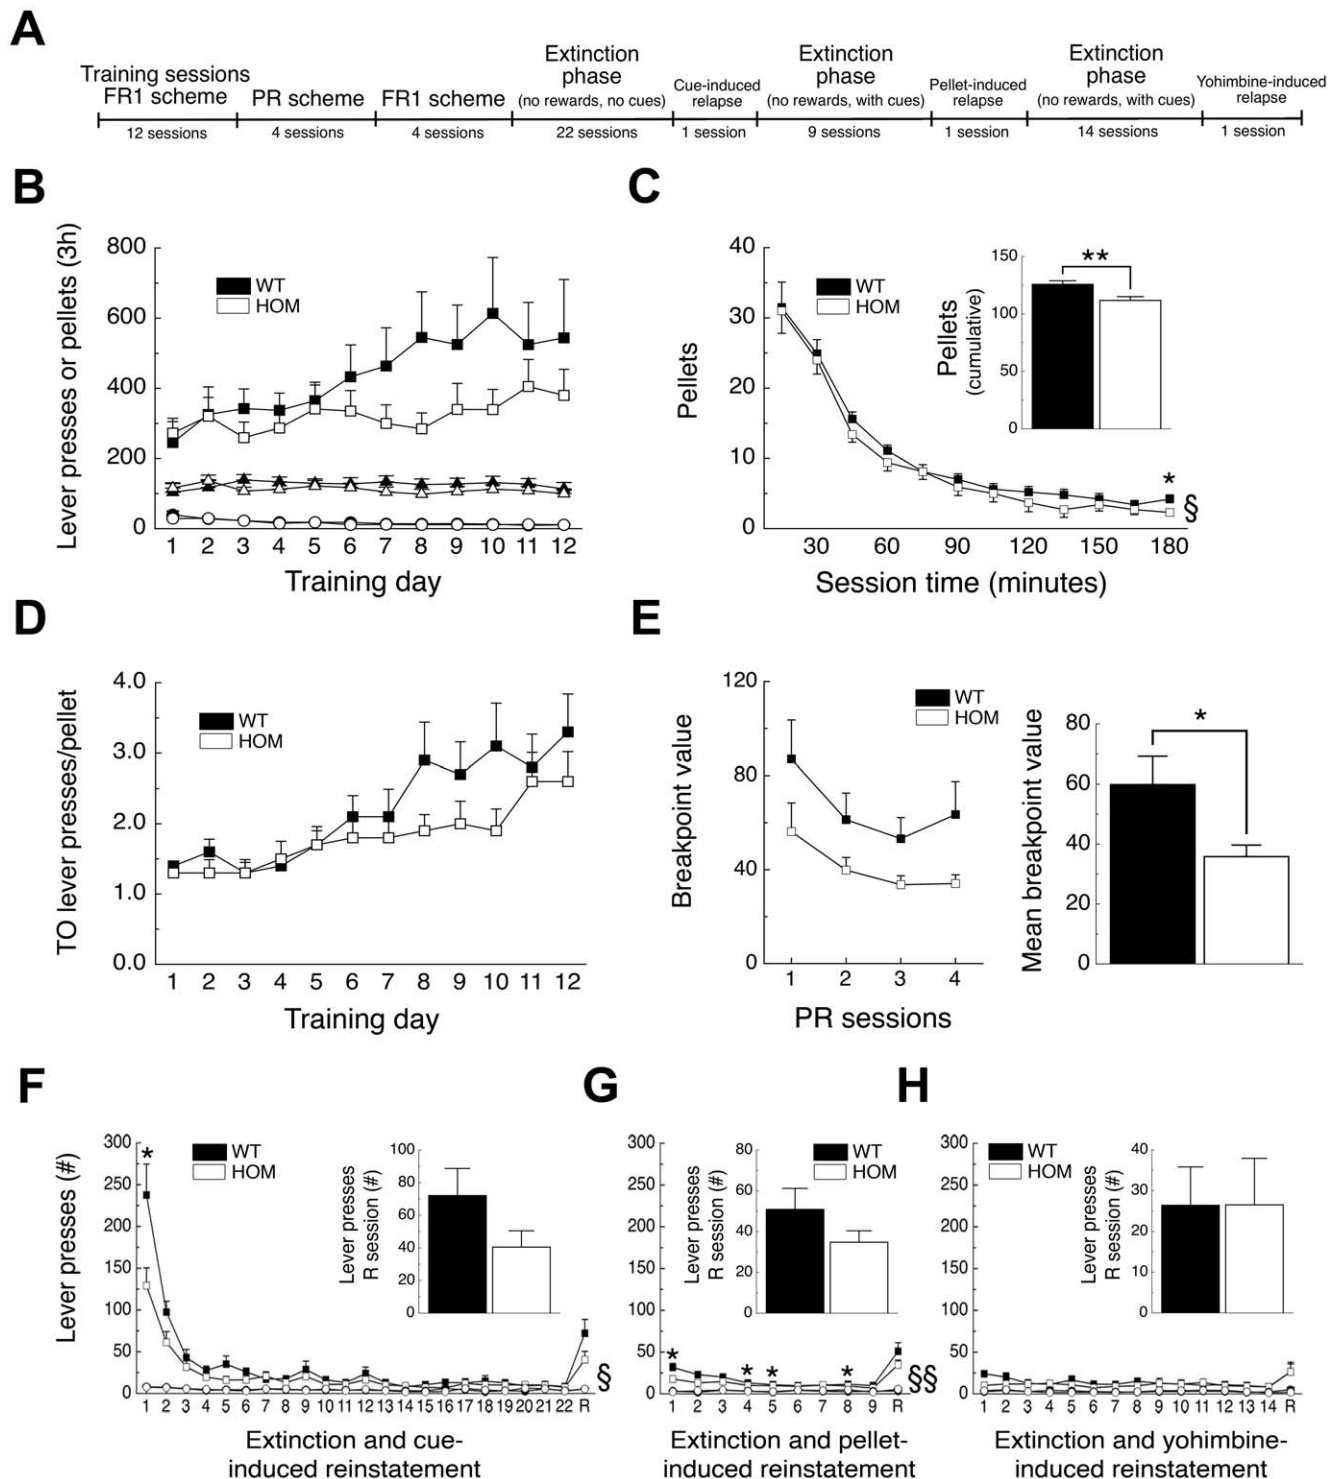 A
Training sessions
FR1 scheme
12 sessions
PR scheme
4 sessions
FR1 scheme
4 sessions
Extinction
phase
(no rewards, no cues)
22 sessions
Cue-induced
relapse
1 session
Extinction
phase
(no rewards, with cues)
9 sessions
Pellet-induced
relapse
1 session
Extinction
phase
(no rewards, with cues)
14 sessions
Yohimbine-induced
relapse
1 session
B
Lever presses or pellets (3h)
800
600
400
200
0
WT
HOM
1 2 3 4 5 6 7 8 9 10 11 12
Training day
C
Pellets
40
30
20
10
0
WT
HOM
Pellets
(cumulative)
150
100
50
0
**
*
§
30 60 90 120 150 180
Session time (minutes)
D
TO lever presses/pellet
4.0
3.0
2.0
1.0
0.0
WT
HOM
1 2 3 4 5 6 7 8 9 10 11 12
Training day
E
Breakpoint value
120
80
40
0
WT
HOM
1 2 3 4
PR sessions
Mean breakpoint value
80
60
40
20
0
*
F
Lever presses (#)
300
250
200
150
100
50
0
*
WT
HOM
Lever presses
R session (#)
100
80
60
40
20
0
§
1 2 3 4 5 6 7 8 9 10 11 12 13 14 15 16 17 18 19 20 21 22 R
Extinction and cue-
induced reinstatement
G
300
250
200
150
100
50
0
WT
HOM
Lever presses
R session (#)
80
60
40
20
0
* * * *
§§
1 2 3 4 5 6 7 8 9 R
Extinction and pellet-
induced reinstatement
H
300
250
200
150
100
50
0
WT
HOM
Lever presses
R session (#)
40
30
20
10
0
1 2 3 4 5 6 7 8 9 10 11 12 13 14 R
Extinction and yohimbine-
induced reinstatement